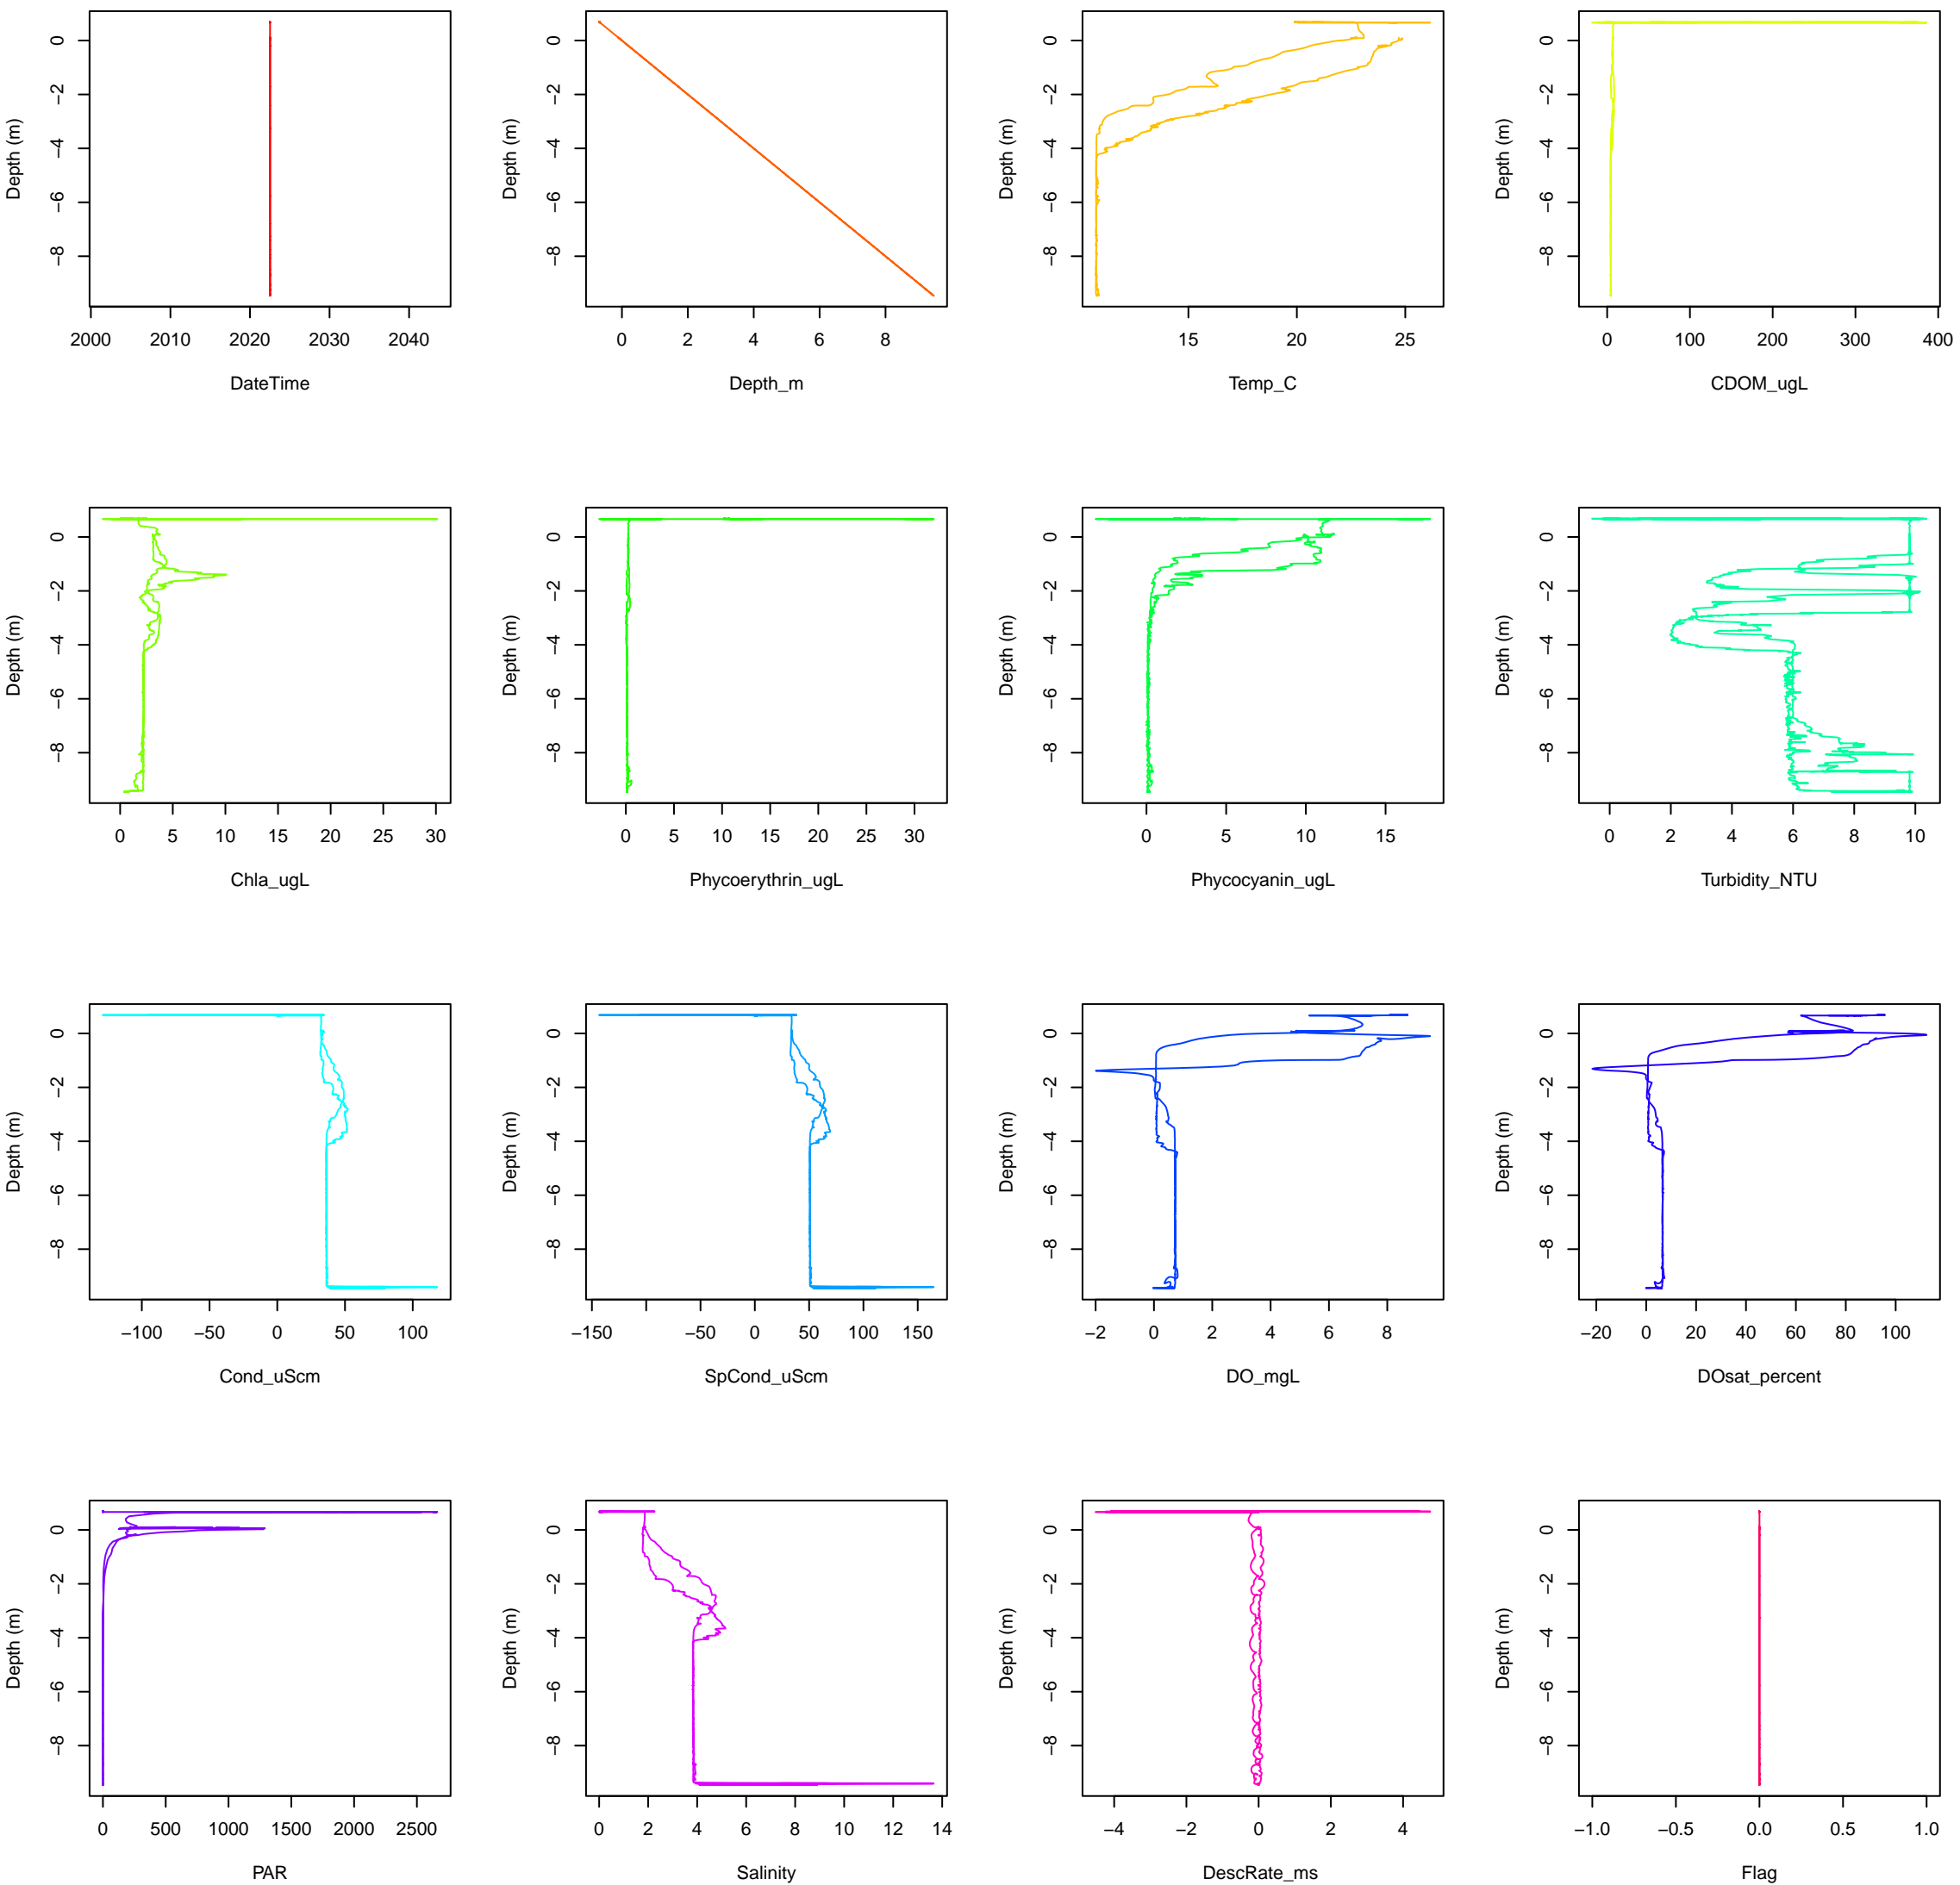 Depth (m) Depth (m) Depth (m) Depth (m)
0 0 0 0
−2 −2 −2 −2
−4 −4 −4 −4
−6 −6 −6 −6
−8 −8 −8 −8
2000 2010 2020 2030 2040 0 2 4 6 8 15 20 25 0 100 200 300 400
DateTime Depth_m Temp_C CDOM_ugL
Depth (m) Depth (m) Depth (m) Depth (m)
0 0 0 0
−2 −2 −2 −2
−4 −4 −4 −4
−6 −6 −6 −6
−8 −8 −8 −8
0 5 10 15 20 25 30 0 5 10 15 20 25 30 0 5 10 15 0 2 4 6 8 10
Chla_ugL Phycoerythrin_ugL Phycocyanin_ugL Turbidity_NTU
Depth (m) Depth (m) Depth (m) Depth (m)
0 0 0 0
−2 −2 −2 −2
−4 −4 −4 −4
−6 −6 −6 −6
−8 −8 −8 −8
−100 −50 0 50 100 −150 −50 0 50 100 150 −2 0 2 4 6 8 −20 0 20 40 60 80 100
Cond_uScm SpCond_uScm DO_mgL DOsat_percent
Depth (m) Depth (m) Depth (m) Depth (m)
0 0 0 0
−2 −2 −2 −2
−4 −4 −4 −4
−6 −6 −6 −6
−8 −8 −8 −8
0 500 1000 1500 2000 2500 0 2 4 6 8 10 12 14 −4 −2 0 2 4 −1.0 −0.5 0.0 0.5 1.0
PAR Salinity DescRate_ms Flag